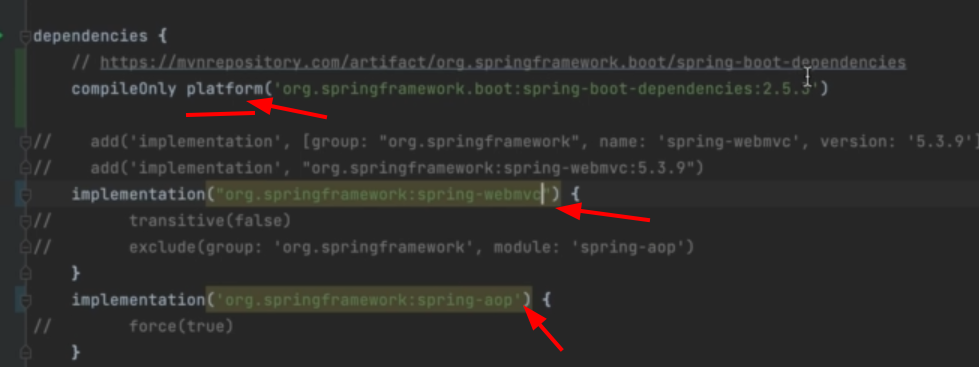 dependencies {
// https://mvnrepository.com/artifact/org.springframework.boot/spring-boot-dependencies
compileOnly platform('org.springframework.boot:spring-boot-dependencies:2.5.3')
// add('implementation', [group: "org.springframework", name: 'spring-webmvc', version: '5.3.9']
// add('implementation', "org.springframework:spring-webmvc:5.3.9")
implementation("org.springframework:spring-webmvc") {
// transitive(false)
// exclude(group: 'org.springframework', module: 'spring-aop')
}
implementation('org.springframework:spring-aop') {
// force(true)
}